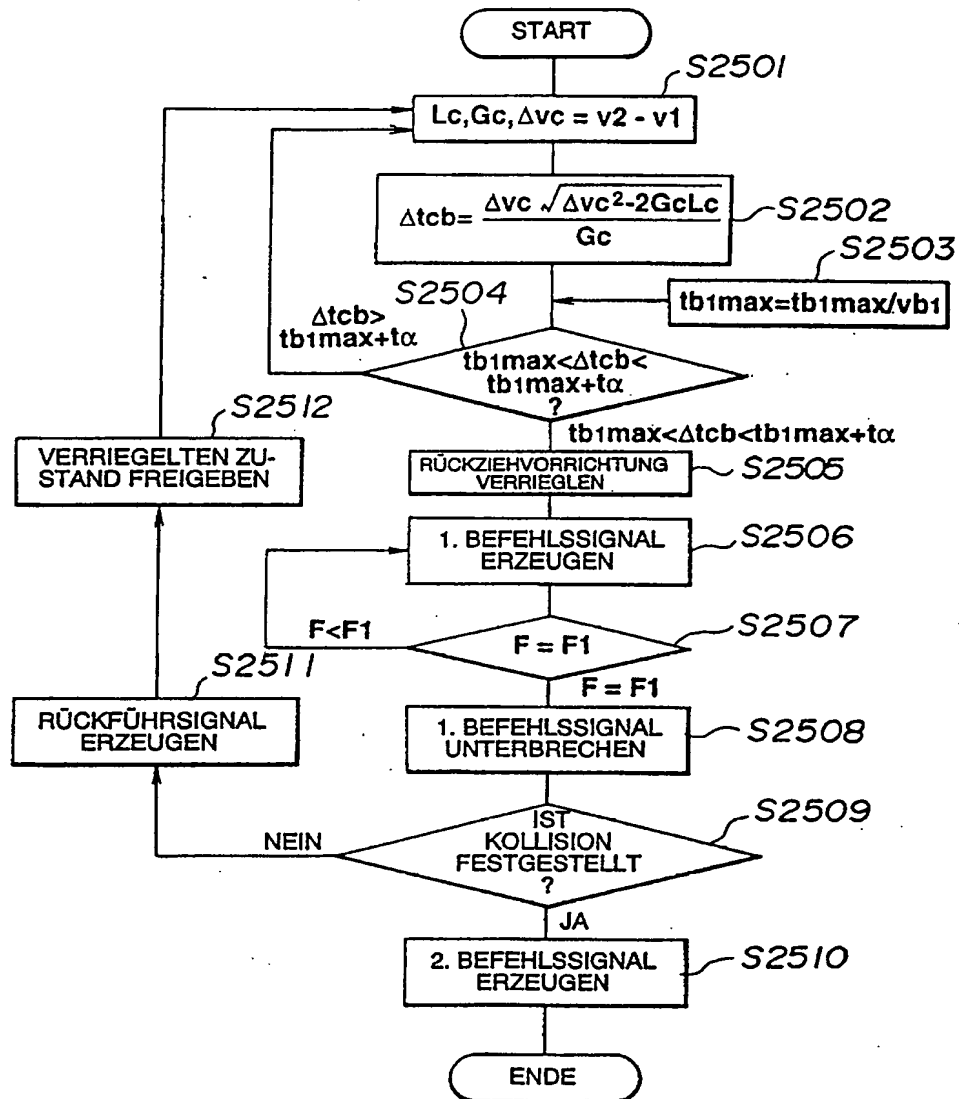 START
S2501
Lc,Gc,Δvc = v2 - v1
Δtcb= Δvc √Δvc²-2GcLc
Gc
S2502
S2503
tb1max=tb1max/vb1
S2504
Δtcb>
tb1max+tα
tb1max<Δtcb<
tb1max+tα
?
tb1max<Δtcb<tb1max+tα
S2512
VERRIEGELTEN ZU-
STAND FREIGEBEN
RÜCKZIEHVORRICHTUNG
VERRIEGLEN
S2505
1. BEFEHLSSIGNAL
ERZEUGEN
S2506
F<F1
F = F1
S2507
F = F1
S2511
RÜCKFÜHRSIGNAL
ERZEUGEN
1. BEFEHLSSIGNAL
UNTERBRECHEN
S2508
NEIN
IST
KOLLISION
FESTGESTELLT
?
S2509
JA
2. BEFEHLSSIGNAL
ERZEUGEN
S2510
ENDE